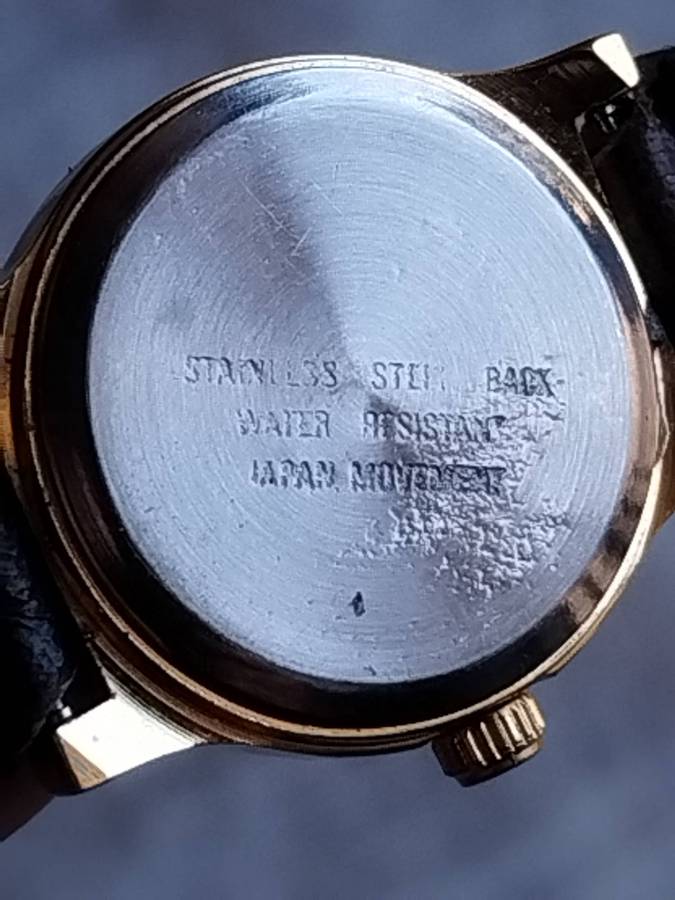 STAINLESS STEEL BACK
WATER RESISTANT
JAPAN MOVEMENT